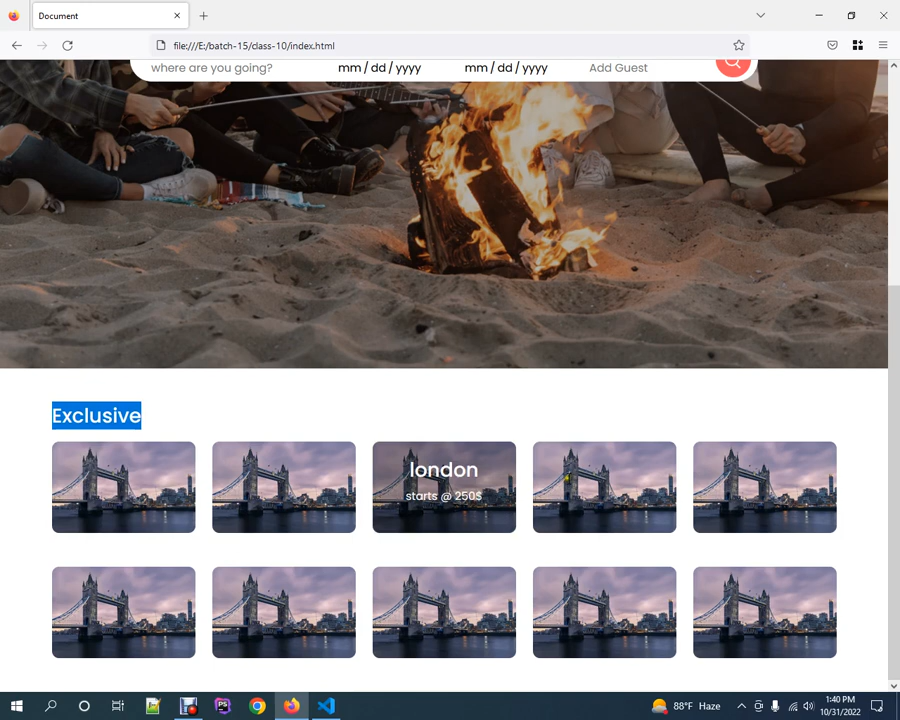 Document
file:///E:/batch-15/class-10/index.html
where are you going?
mm / dd / yyyy
mm / dd / yyyy
Add Guest
Exclusive
london
starts @ 250$
PS
88°F Haze
1:40 PM
10/31/2022